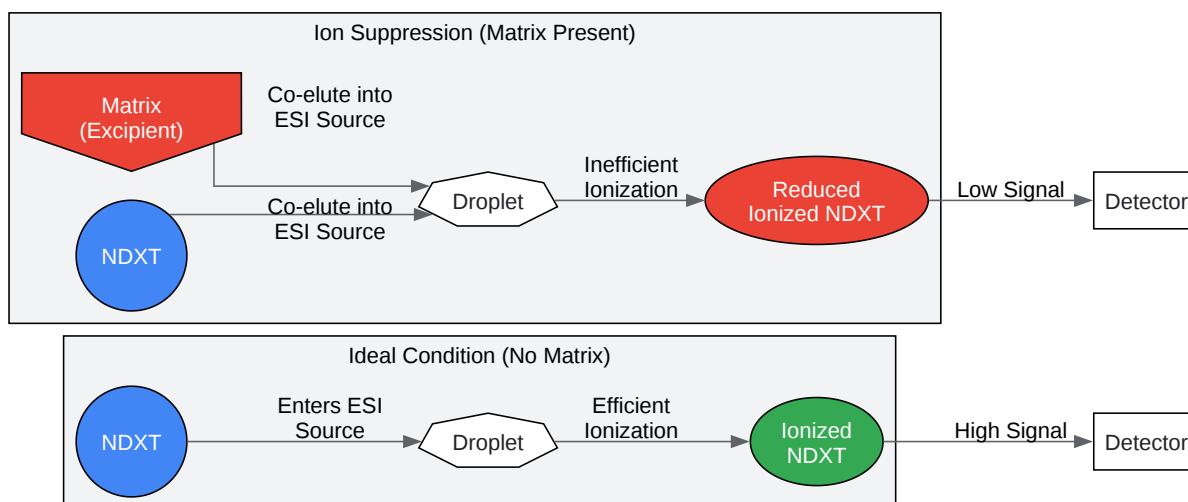 Ion Suppression (Matrix Present)
Matrix
(Excipient)
Co-elute into
ESI Source
NDXT
Co-elute into
ESI Source
Droplet
Inefficient
Ionization
Reduced
Ionized NDXT
Low Signal
Detector
Ideal Condition (No Matrix)
NDXT
Enters ESI
Source
Droplet
Efficient
Ionization
Ionized
NDXT
High Signal
Detector